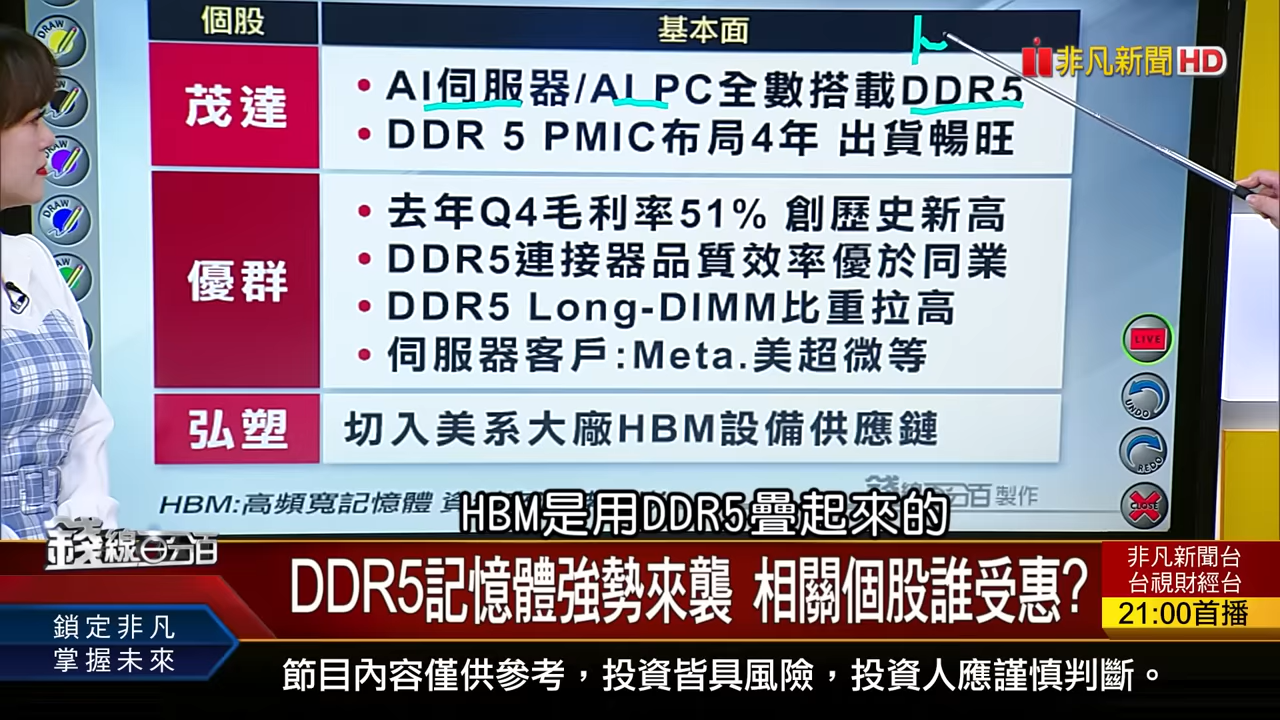 個股
基本面
非凡新聞HD
茂達
•AI伺服器/AI PC全數搭載DDR5
•DDR 5 PMIC布局4年 出貨暢旺
優群
•去年Q4毛利率51% 創歷史新高
•DDR5連接器品質效率優於同業
•DDR5 Long-DIMM比重拉高
•伺服器客戶:Meta.美超微等
弘塑
切入美系大廠HBM設備供應鏈
DRAW
DRAW
DRAW
LIVE
UNDO
REDO
CLOSE
HBM:高頻寬記憶體 資
錢線百分百製作
HBM是用DDR5疊起來的
錢線百分百
DDR5記憶體強勢來襲 相關個股誰受惠?
非凡新聞台
台視財經台
21:00首播
鎖定非凡
掌握未來
節目內容僅供參考，投資皆具風險，投資人應謹慎判斷。